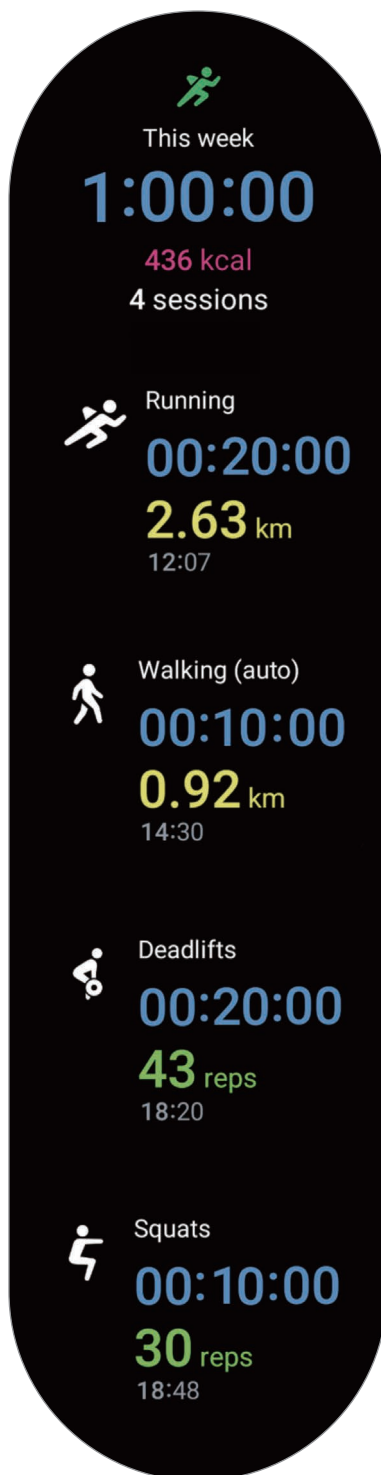 This week
1:00:00
436 kcal
4 sessions
Running
00:20:00
2.63 km
12:07
Walking (auto)
00:10:00
0.92 km
14:30
Deadlifts
00:20:00
43 reps
18:20
Squats
00:10:00
30 reps
18:48